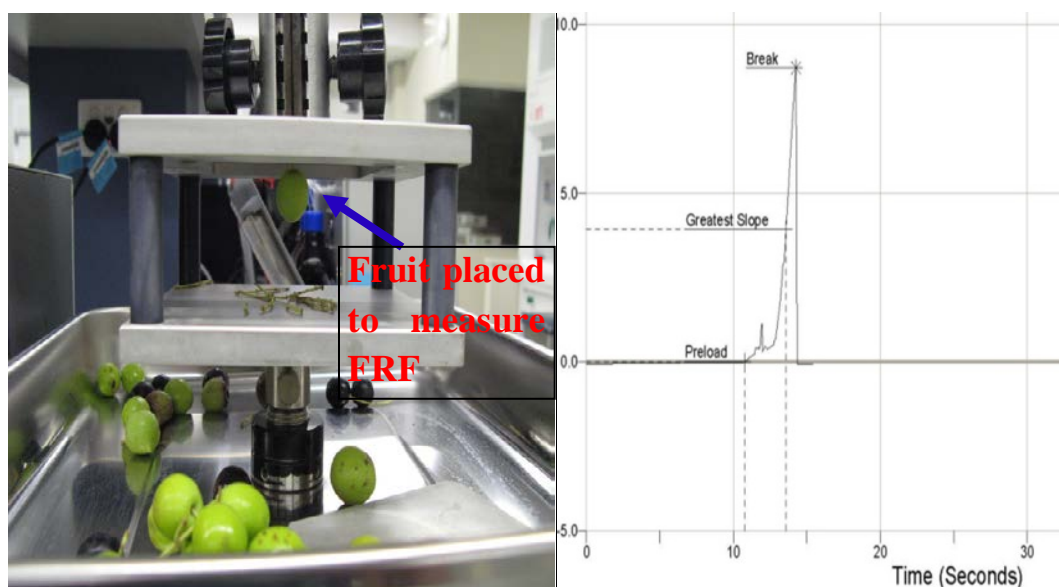 Fruit placed
to measure
FRF
10.0
Break
5.0
Greatest Slope
Preload
0.0
-5.0
0 10 20 30
Time (Seconds)